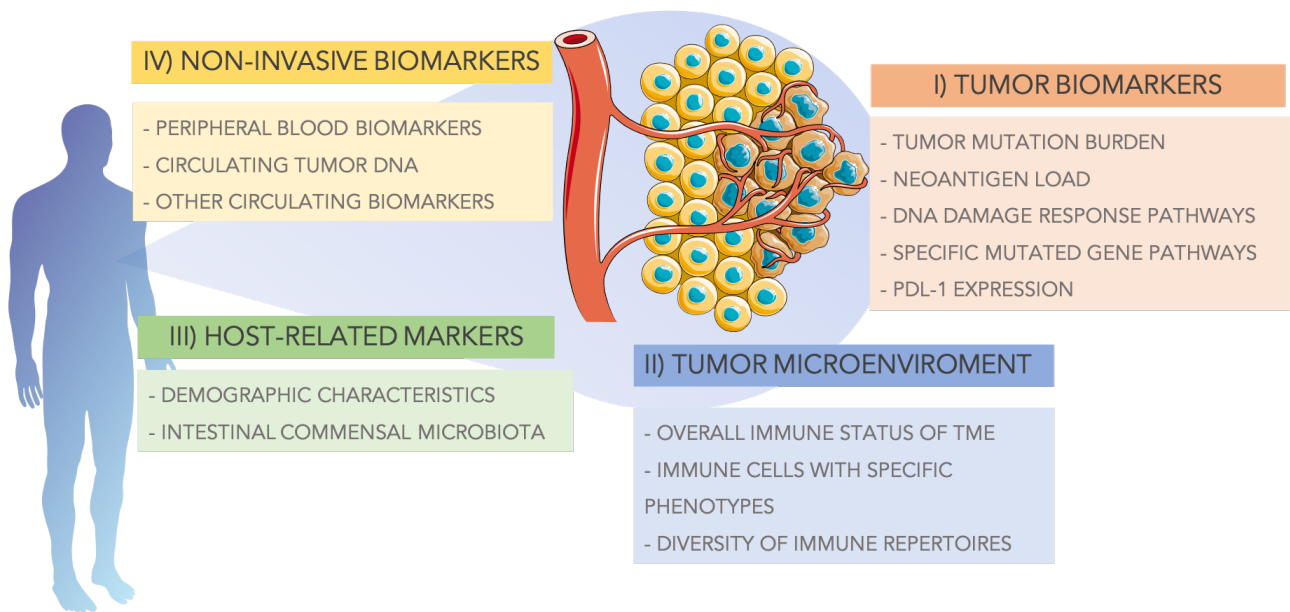 IV) NON-INVASIVE BIOMARKERS
- PERIPHERAL BLOOD BIOMARKERS
- CIRCULATING TUMOR DNA
- OTHER CIRCULATING BIOMARKERS
I) TUMOR BIOMARKERS
- TUMOR MUTATION BURDEN
- NEOANTIGEN LOAD
- DNA DAMAGE RESPONSE PATHWAYS
- SPECIFIC MUTATED GENE PATHWAYS
- PDL-1 EXPRESSION
III) HOST-RELATED MARKERS
- DEMOGRAPHIC CHARACTERISTICS
- INTESTINAL COMMENSAL MICROBIOTA
II) TUMOR MICROENVIROMENT
- OVERALL IMMUNE STATUS OF TME
- IMMUNE CELLS WITH SPECIFIC
PHENOTYPES
- DIVERSITY OF IMMUNE REPERTOIRES